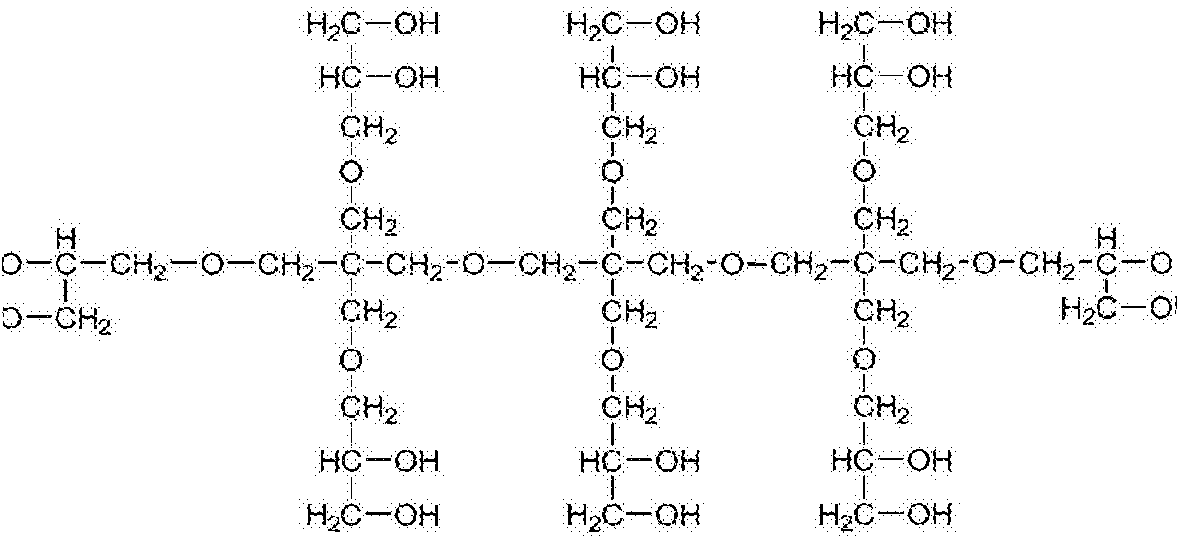 H2C—OH H2C—OH H2C—OH
HC—OH HC—OH HC—OH
CH2 CH2 CH2
O O O
CH2 CH2 CH2
H H
O—C—CH2—O—CH2—C—CH2-O—CH2—C—CH2-O—CH2—C—CH2-O—CH2—C—O
O—CH2 CH2 CH2 CH2 H2C—O
O O O
CH2 CH2 CH2
HC—OH HC—OH HC—OH
H2C—OH H2C—OH H2C—OH